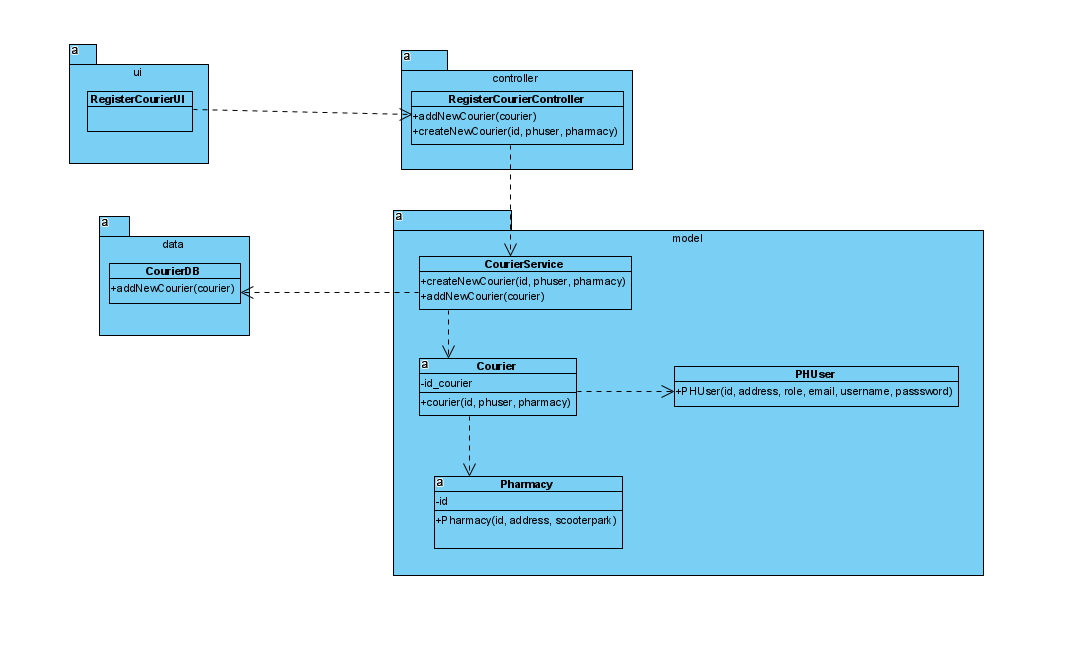 a
ui
RegisterCourierUI
a
controller
RegisterCourierController
+addNewCourier(courier)
+createNewCourier(id, phuser, pharmacy)
a
data
CourierDB
+addNewCourier(courier)
a
model
CourierService
+createNewCourier(id, phuser, pharmacy)
+addNewCourier(courier)
a
Courier
-id_courier
+courier(id, phuser, pharmacy)
PHUser
+PHUser(id, address, role, email, username, passsword)
a
Pharmacy
-id
+Pharmacy(id, address, scooterpark)